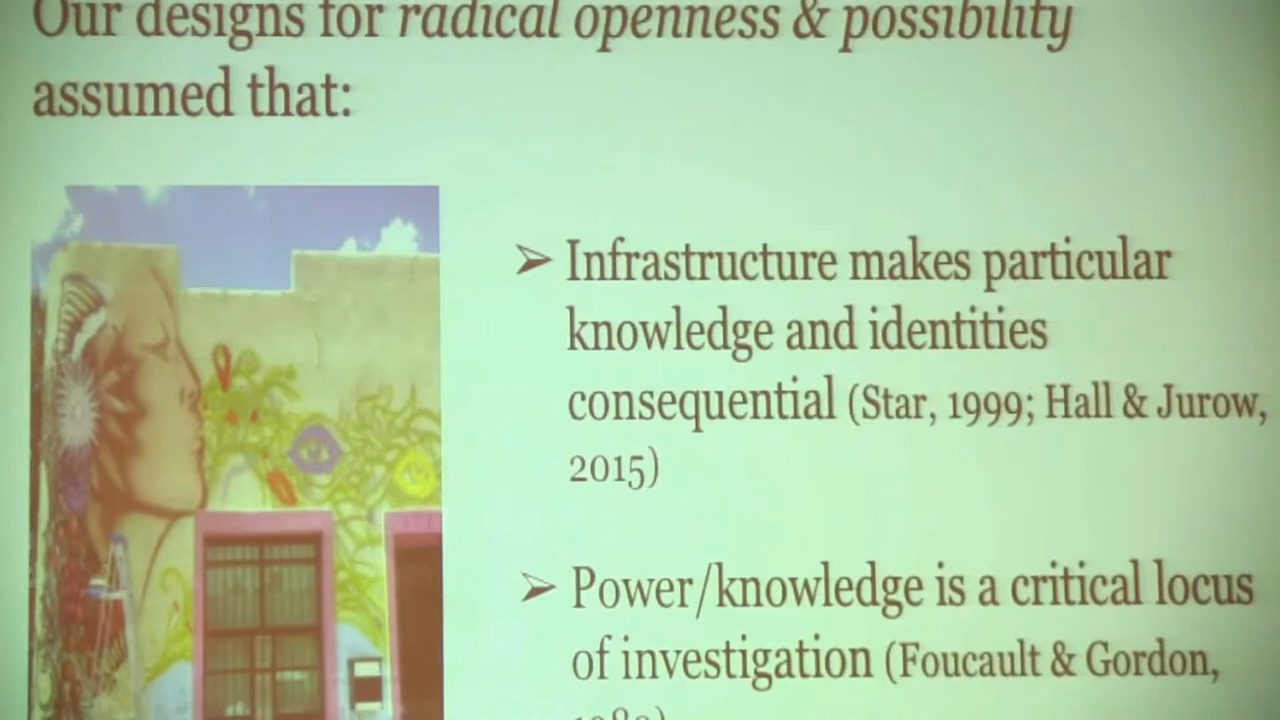 Our designs for radical openness & possibility
assumed that:
➢ Infrastructure makes particular
knowledge and identities
consequential (Star, 1999; Hall & Jurow,
2015)
➢ Power/knowledge is a critical locus
of investigation (Foucault & Gordon,